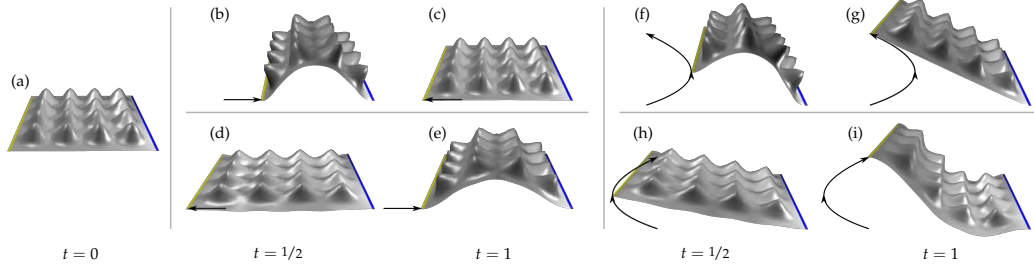 (b) (c) (f) (g)
(a)
(d) (e) (h) (i)
t = 0 t = 1/2 t = 1 t = 1/2 t = 1